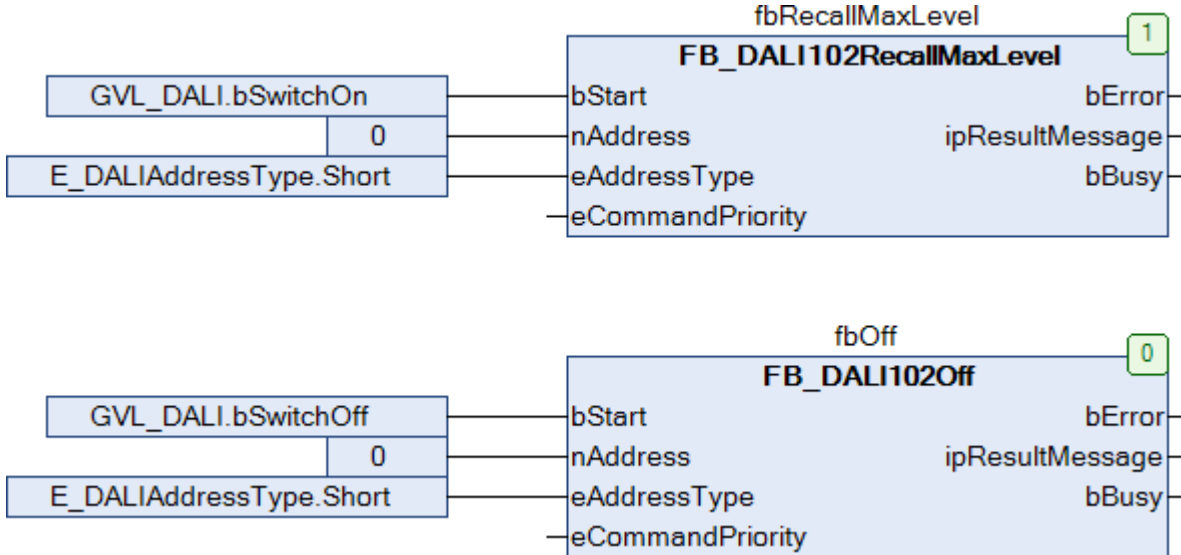 fbRecallMaxLevel
1
FB_DALI102RecallMaxLevel
GVL_DALI.bSwitchOn bStart bError
0 nAddress ipResultMessage
E_DALIAddressType.Short eAddressType bBusy
eCommandPriority
fbOff
0
FB_DALI102Off
GVL_DALI.bSwitchOff bStart bError
0 nAddress ipResultMessage
E_DALIAddressType.Short eAddressType bBusy
eCommandPriority